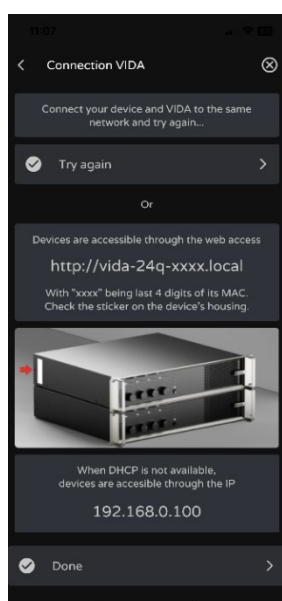 11:07
Connection VIDA
Connect your device and VIDA to the same
network and try again...
Try again
Or
Devices are accessible through the web access
http://vida-24q-xxxx.local
With "xxxx" being last 4 digits of its MAC.
Check the sticker on the device's housing.
When DHCP is not available,
devices are accesible through the IP
192.168.0.100
Done